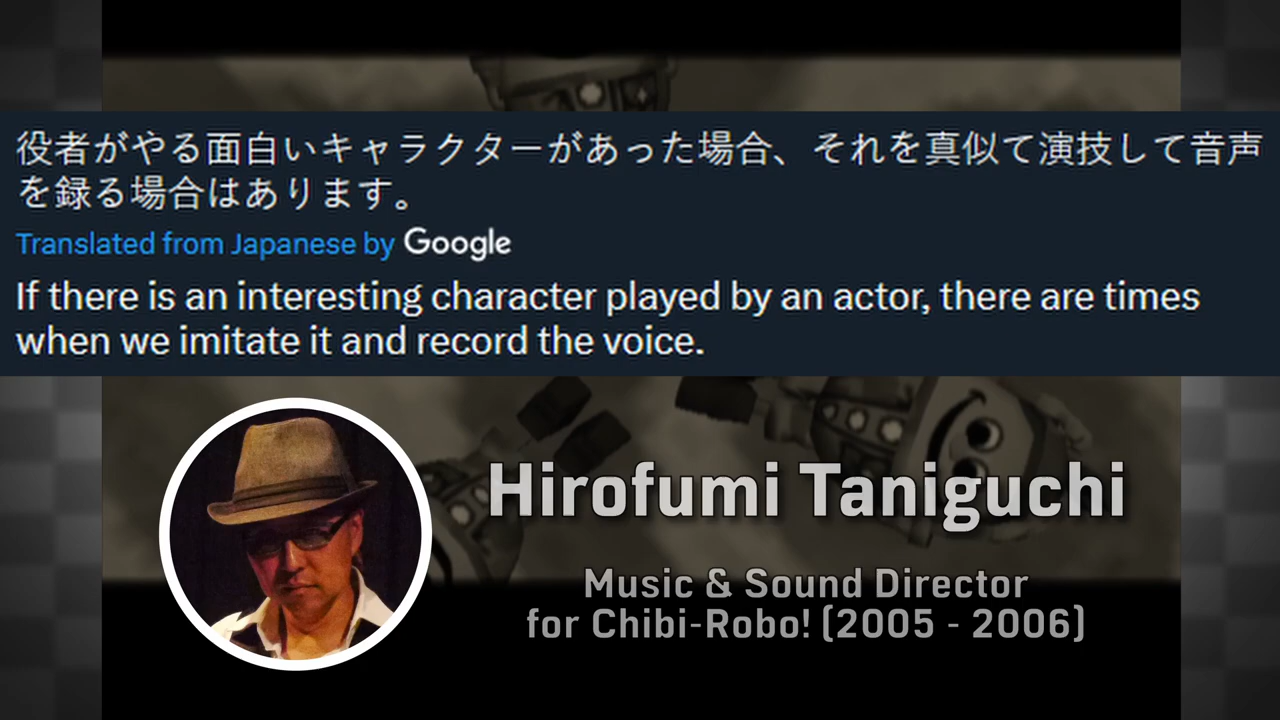 役者がやる面白いキャラクターがあった場合、それを真似て演技して音声
を録る場合はあります。
Translated from Japanese by Google
If there is an interesting character played by an actor, there are times
when we imitate it and record the voice.
Hirofumi Taniguchi
Music & Sound Director
for Chibi-Robo! (2005 - 2006)